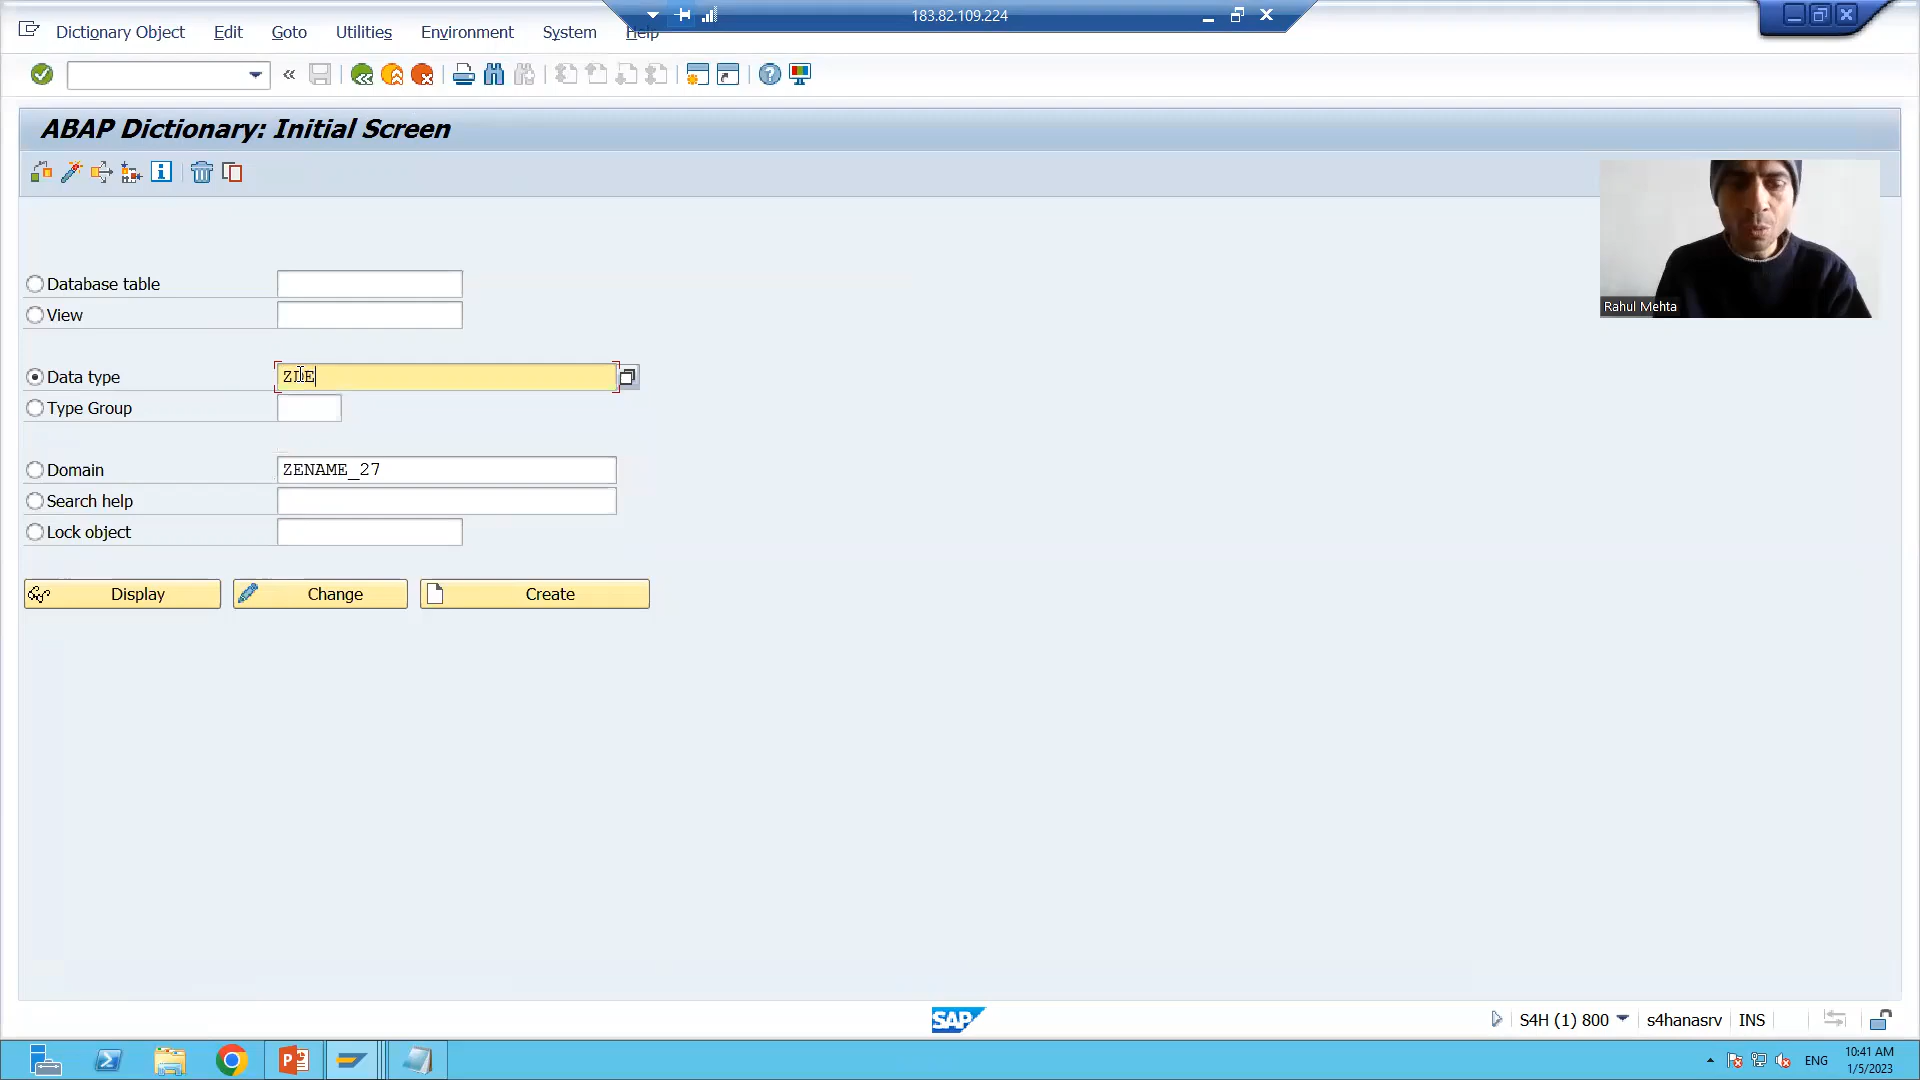 183.82.109.224
Dictionary Object Edit Goto Utilities Environment System Help
ABAP Dictionary: Initial Screen
Rahul Mehta
Database table
View
Data type ZDE
Type Group
Domain ZENAME_27
Search help
Lock object
Display Change Create
SAP
S4H (1) 800 s4hanasrv INS
ENG 10:41 AM
1/5/2023